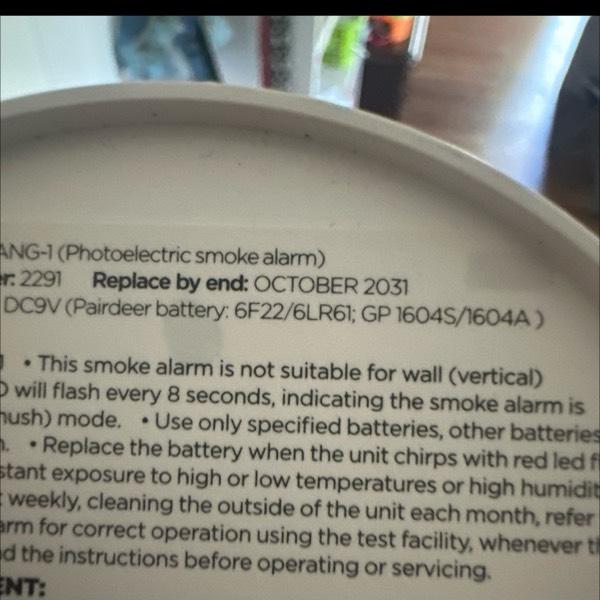 ANG-1 (Photoelectric smoke alarm)
er: 2291 Replace by end: OCTOBER 2031
DC9V (Pairdeer battery: 6F22/6LR61; GP 1604S/1604A )
• This smoke alarm is not suitable for wall (vertical)
D will flash every 8 seconds, indicating the smoke alarm is
hush) mode. • Use only specified batteries, other batteries
n. • Replace the battery when the unit chirps with red led f
stant exposure to high or low temperatures or high humidit
t weekly, cleaning the outside of the unit each month, refer
arm for correct operation using the test facility, whenever t
d the instructions before operating or servicing.
ENT: